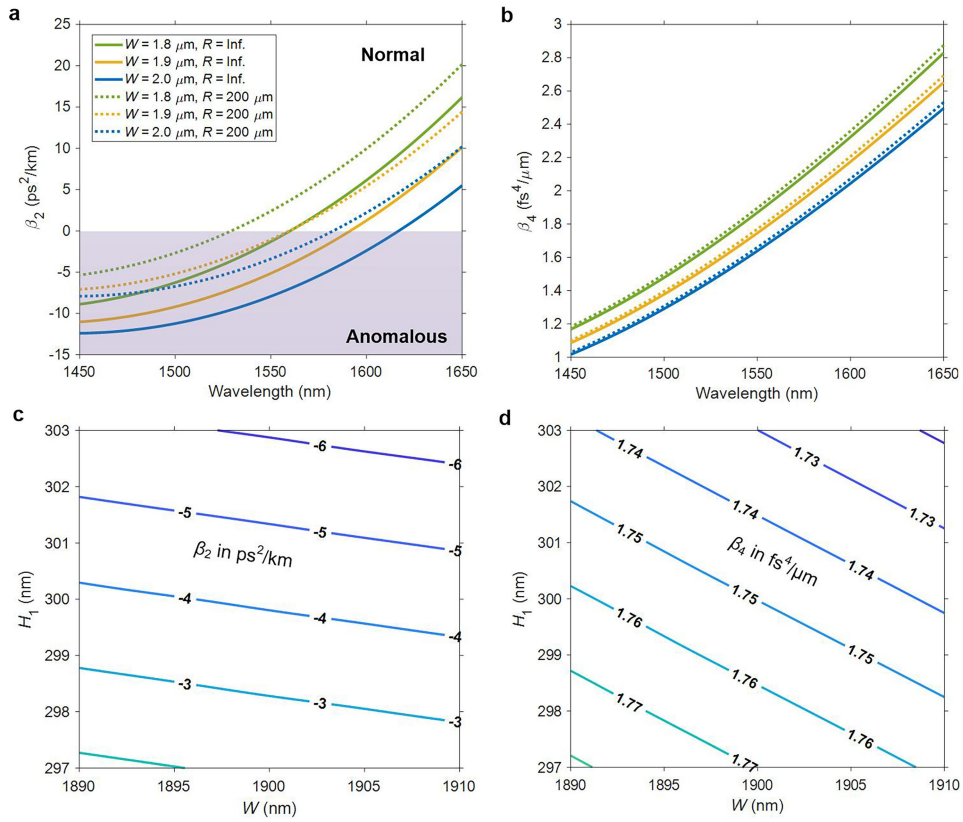 a
25
20
15
10
5
0
-5
-10
-15
β2 (ps2/km)
W = 1.8 μm, R = Inf.
W = 1.9 μm, R = Inf.
W = 2.0 μm, R = Inf.
W = 1.8 μm, R = 200 μm
W = 1.9 μm, R = 200 μm
W = 2.0 μm, R = 200 μm
Normal
Anomalous
1450 1500 1550 1600 1650
Wavelength (nm)
b
3
2.8
2.6
2.4
2.2
2
1.8
1.6
1.4
1.2
1
β4 (fs4/μm)
1450 1500 1550 1600 1650
Wavelength (nm)
c
303
302
301
300
299
298
297
H1 (nm)
-6 -6
-5 -5 -5
β2 in ps2/km
-4 -4 -4
-3 -3 -3
1890 1895 1900 1905 1910
W (nm)
d
303
302
301
300
299
298
297
H1 (nm)
1.74 1.73
1.74 1.73
1.75 β4 in fs4/μm 1.74
1.76 1.75
1.76 1.75
1.77 1.76
1.77
1890 1895 1900 1905 1910
W (nm)